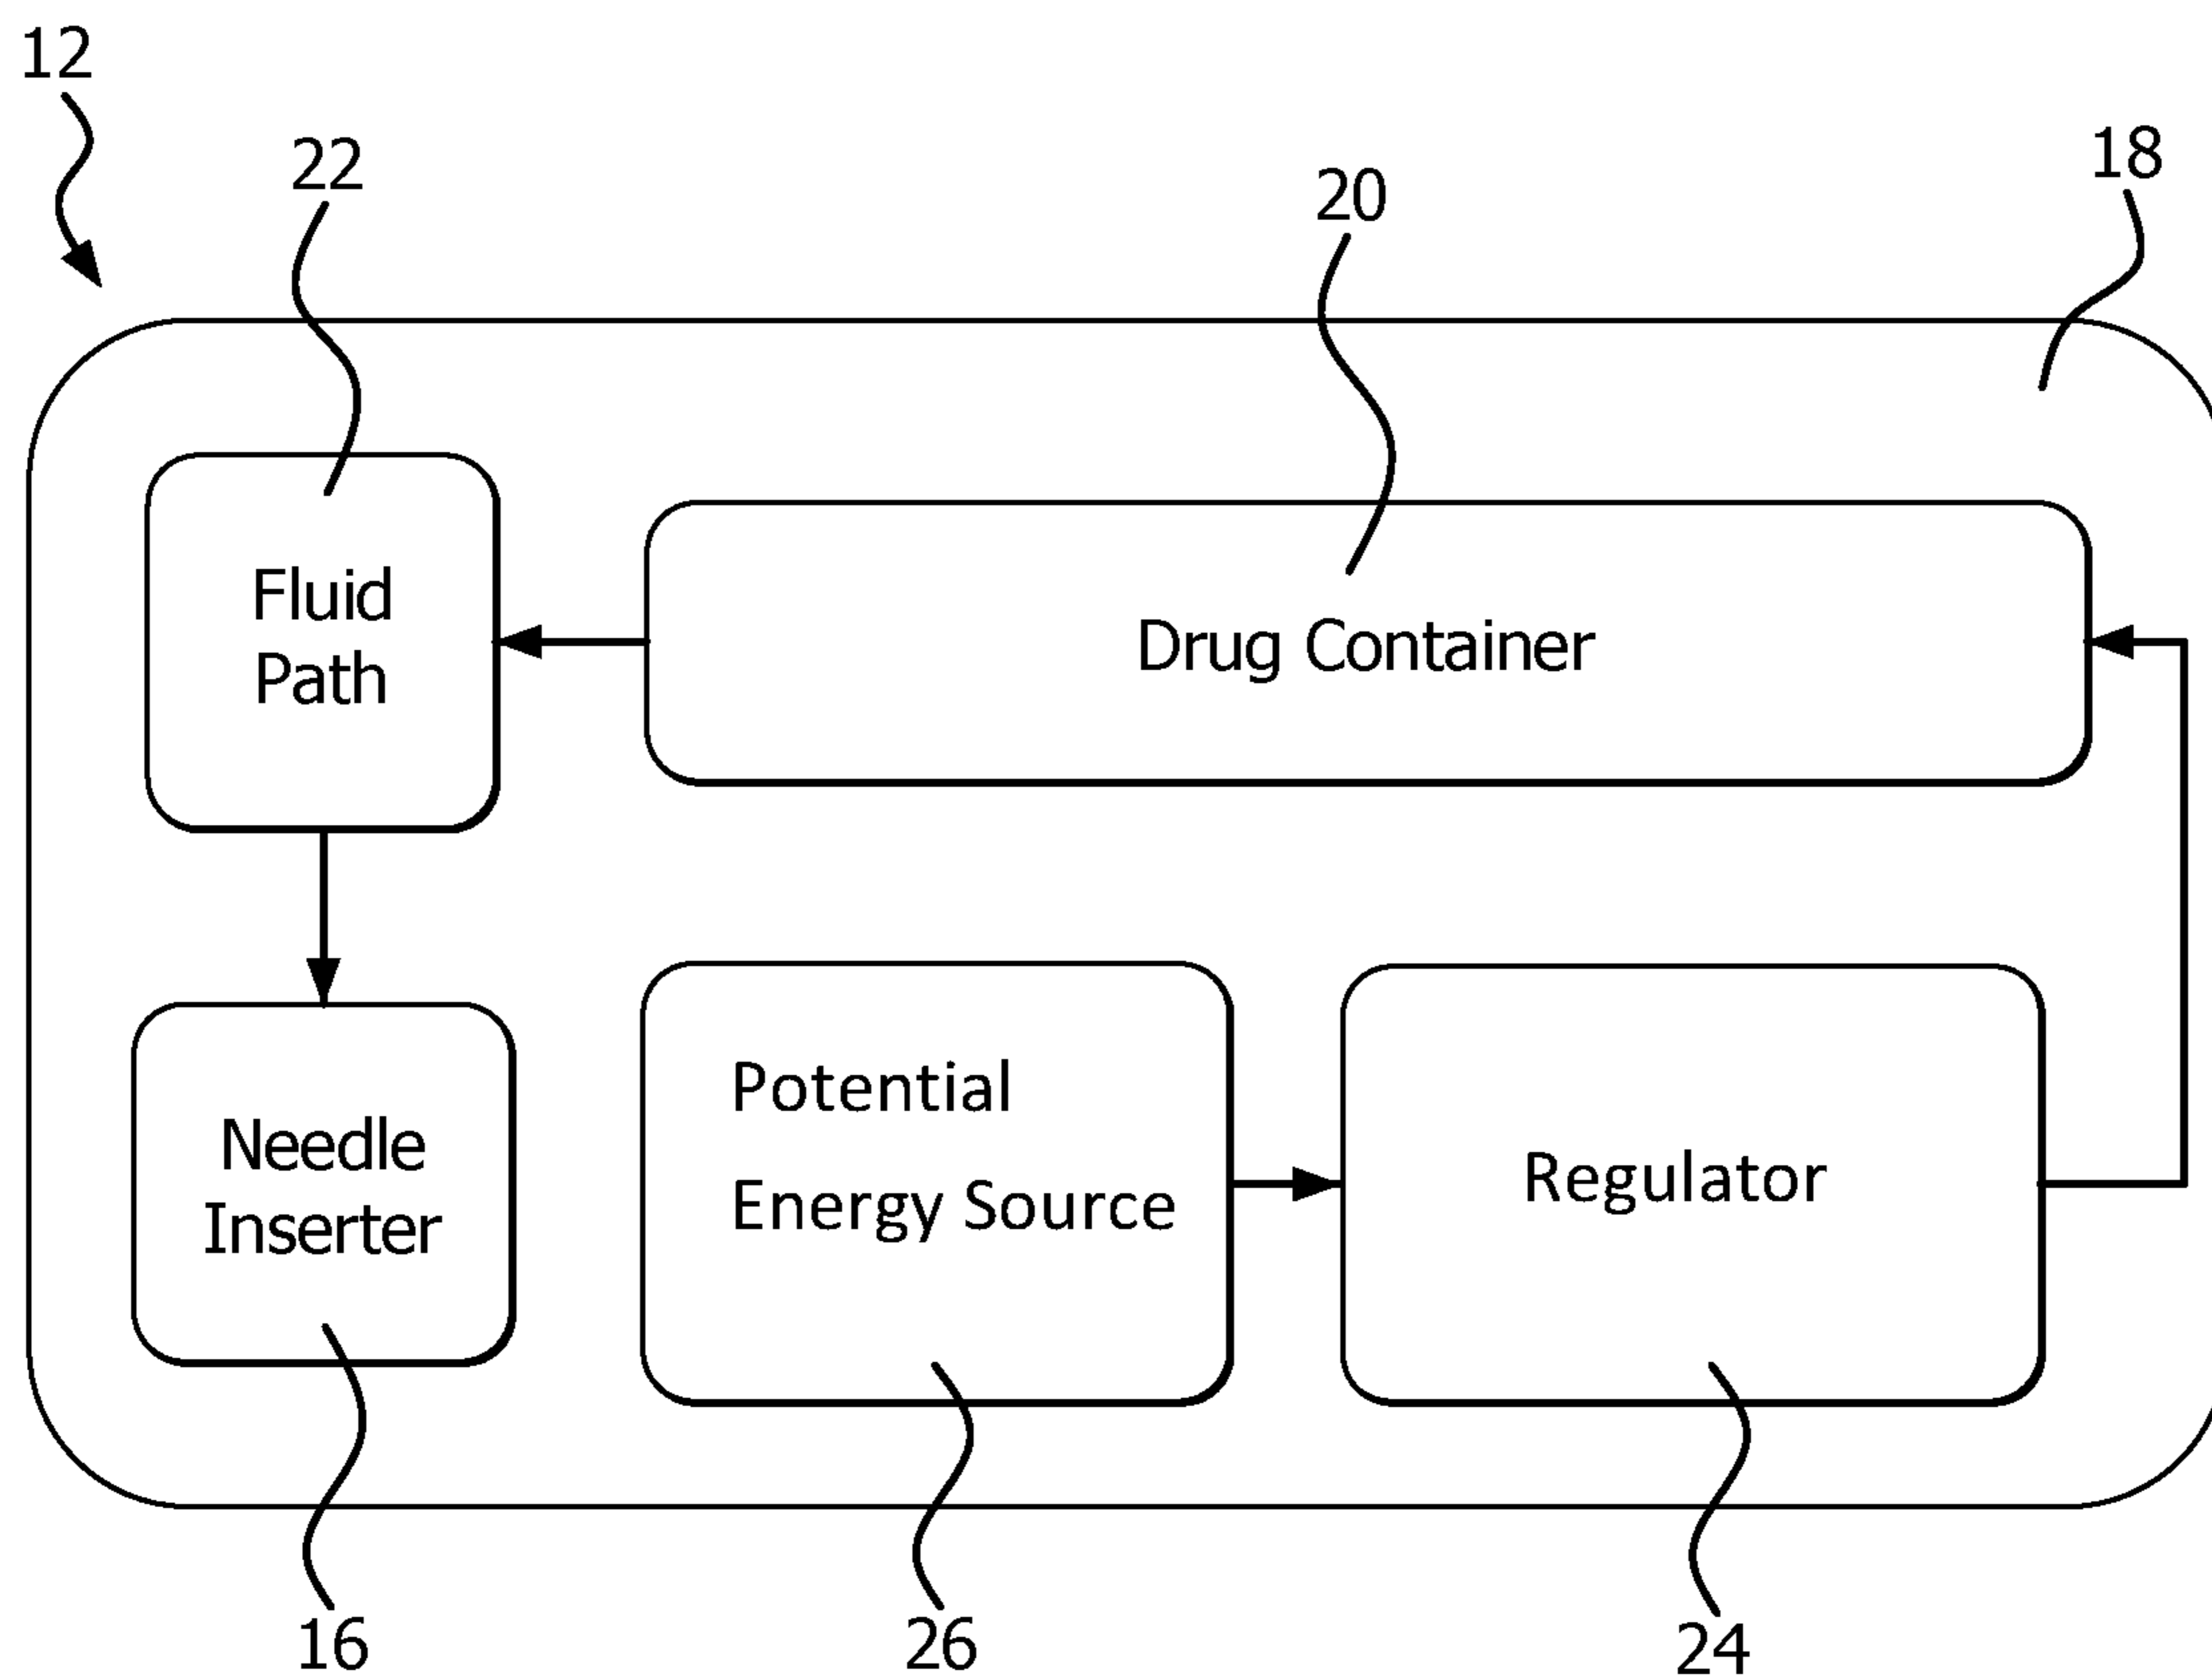 12
22
20
18
Fluid
Path
Drug Container
Needle
Inserter
Potential
Energy Source
Regulator
16
26
24